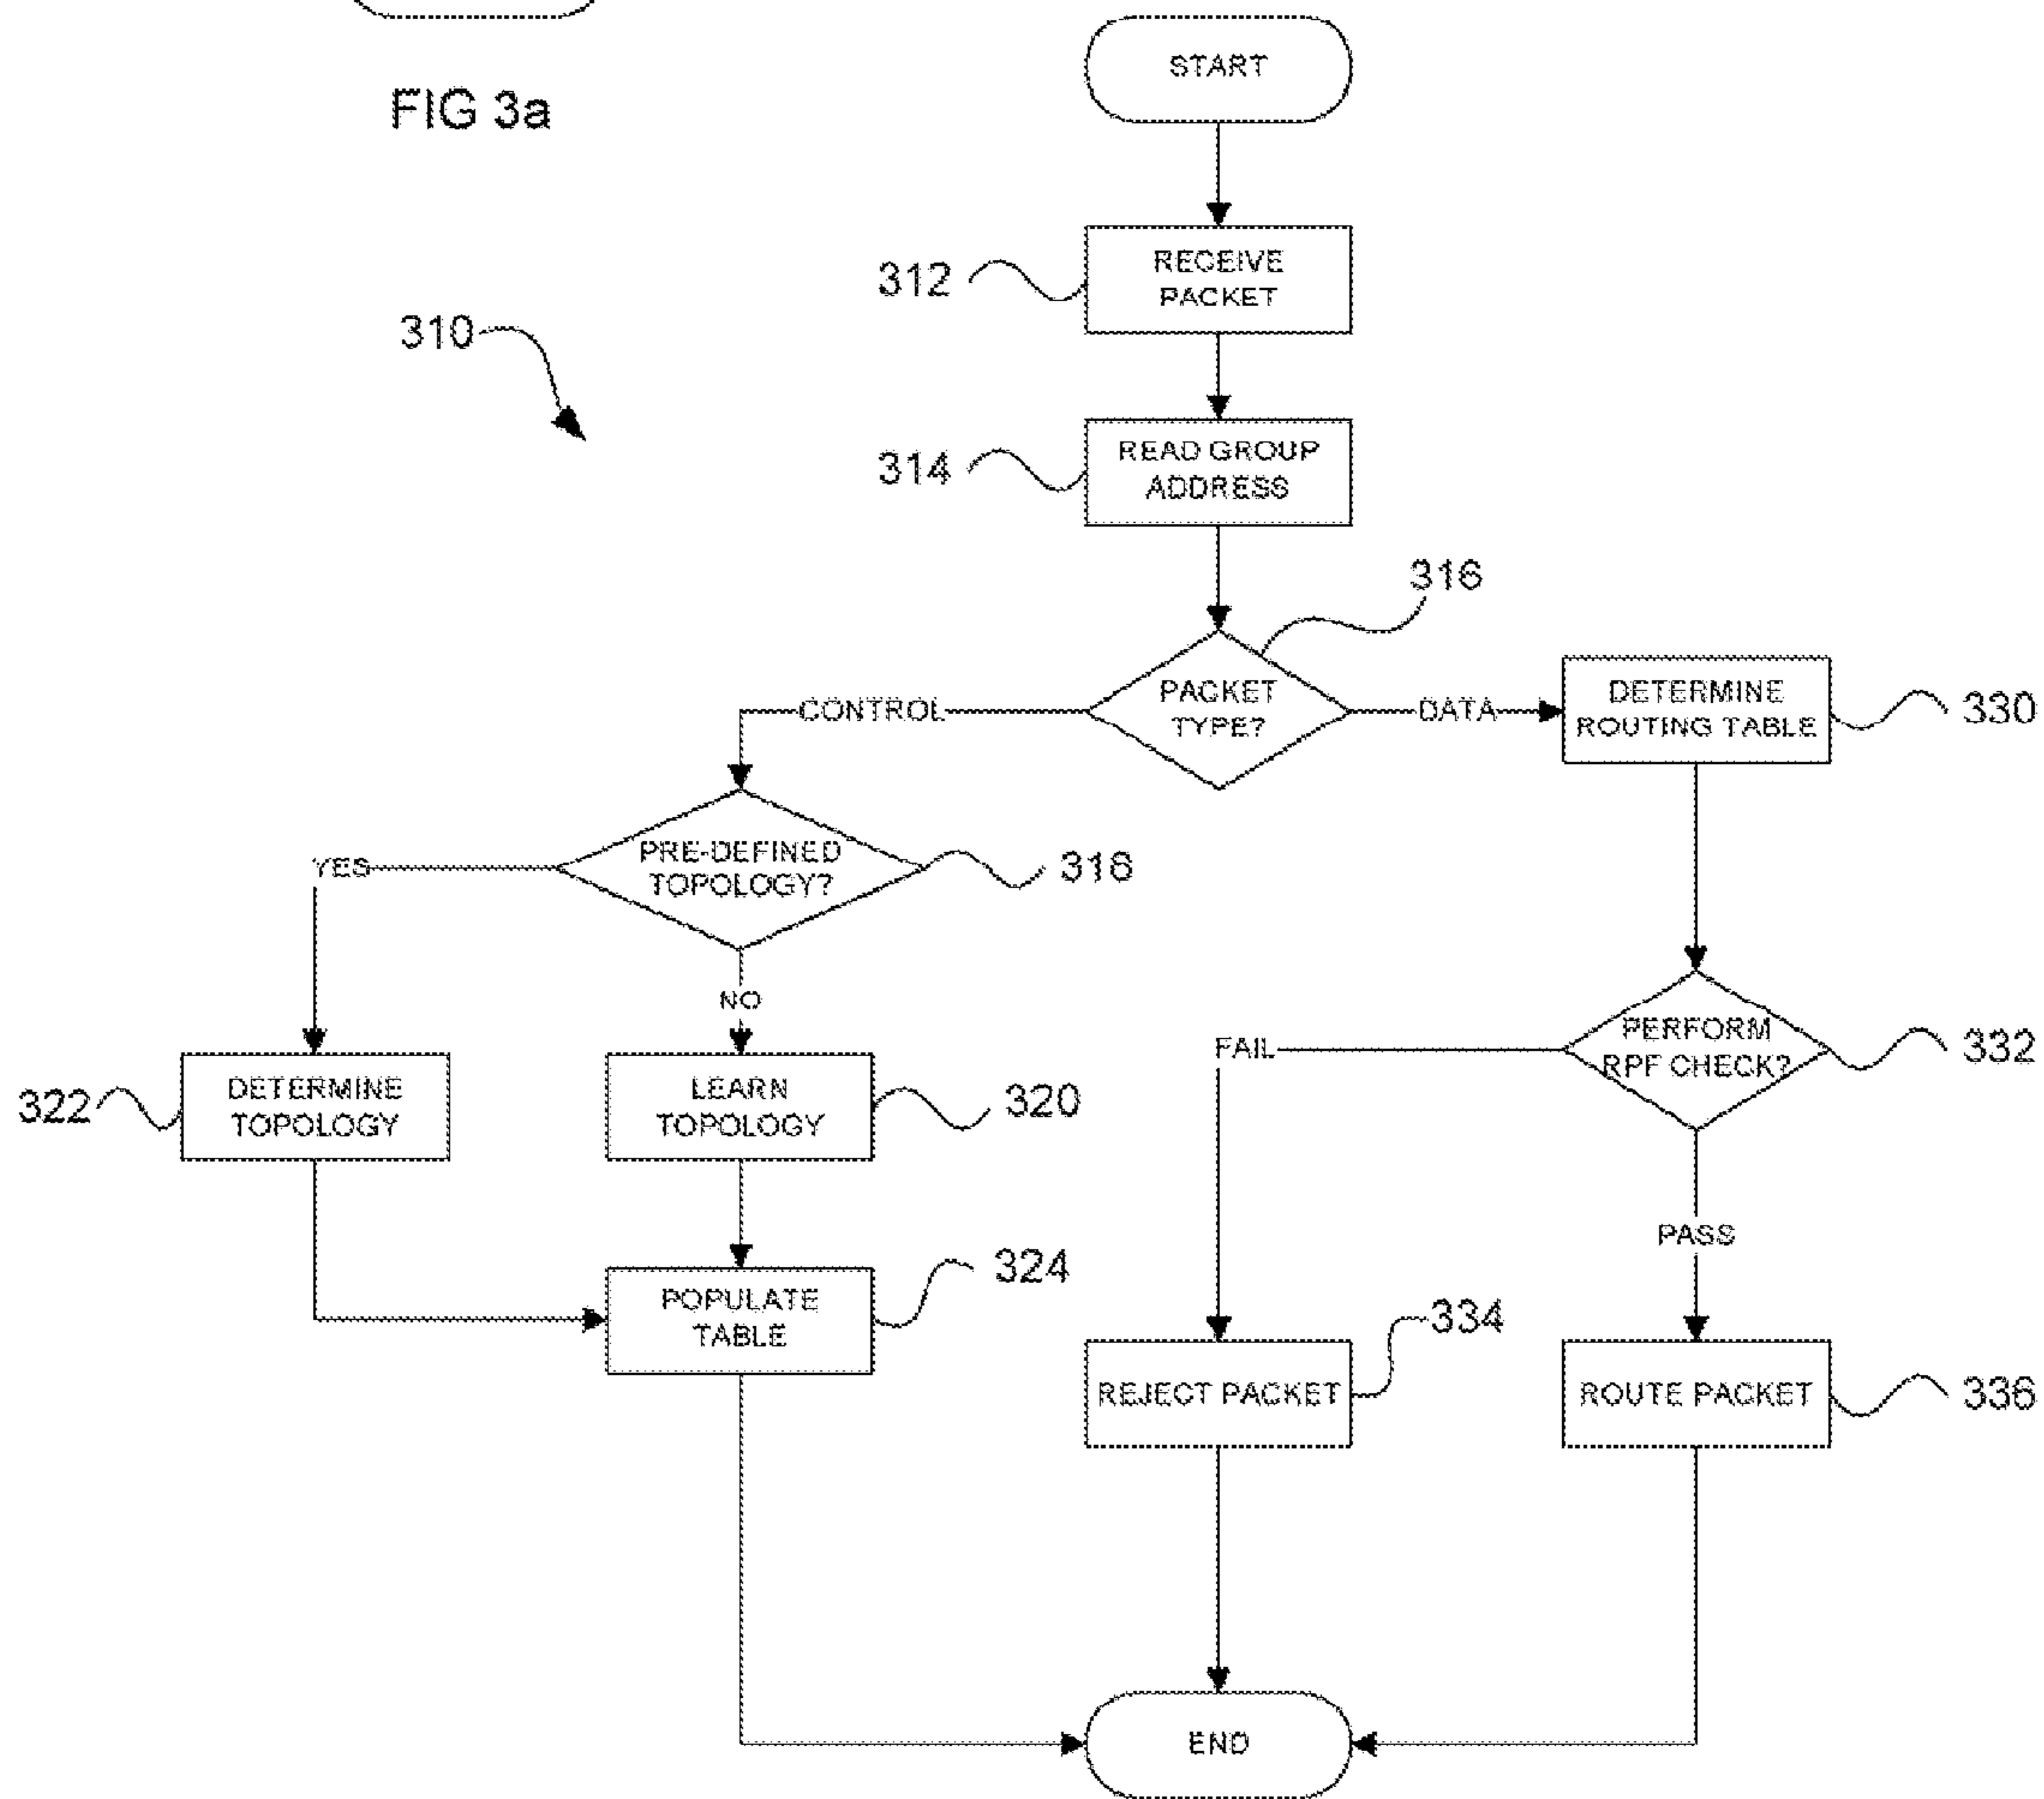 FIG 3a
START
312
RECEIVE
PACKET
310
314
READ GROUP
ADDRESS
316
PACKET
TYPE?
CONTROL
DATA
DETERMINE
ROUTING TABLE
330
YES
PRE-DEFINED
TOPOLOGY?
316
NO
322
DETERMINE
TOPOLOGY
LEARN
TOPOLOGY
320
FAIL
PERFORM
RPF CHECK?
332
PASS
POPULATE
TABLE
324
REJECT PACKET
334
ROUTE PACKET
336
END